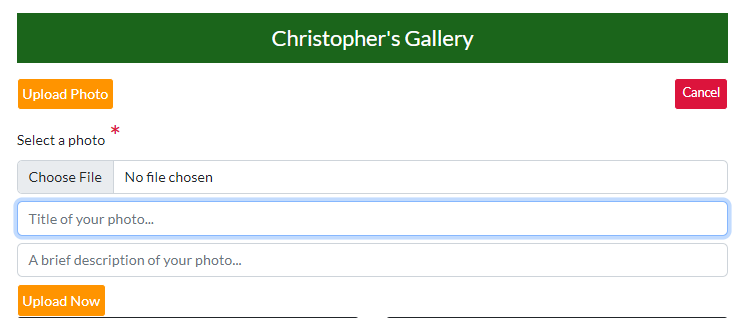 Christopher's Gallery
Upload Photo Cancel
Select a photo *
Choose File No file chosen
Title of your photo...
A brief description of your photo...
Upload Now